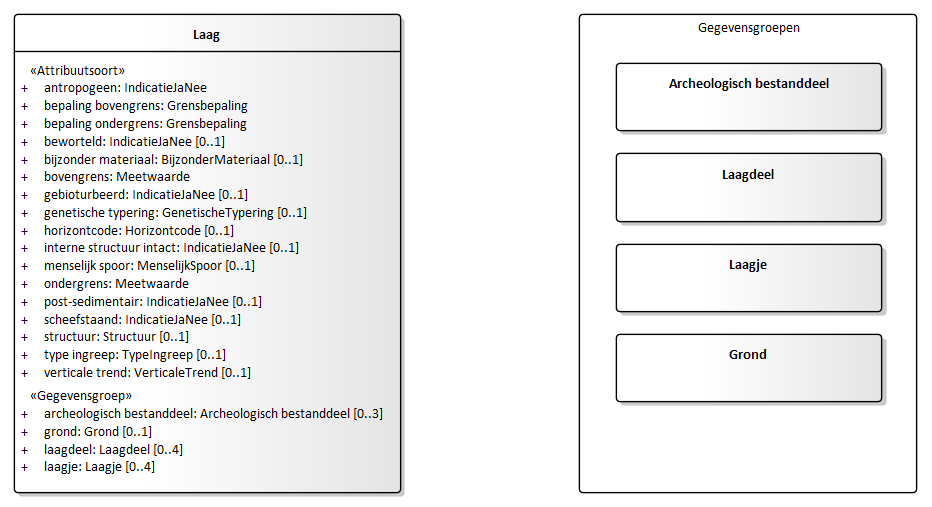 Laag
«Attribuutsoort»
+ antropogeen: IndicatieJaNee
+ bepaling bovengrens: Grensbepaling
+ bepaling ondergrens: Grensbepaling
+ beworteld: IndicatieJaNee [0..1]
+ bijzonder materiaal: BijzonderMateriaal [0..1]
+ bovengrens: Meetwaarde
+ gebioturbeerd: IndicatieJaNee [0..1]
+ genetische typering: GenetischeTypering [0..1]
+ horizontcode: Horizontcode [0..1]
+ interne structuur intact: IndicatieJaNee [0..1]
+ menselijk spoor: MenselijkSpoor [0..1]
+ ondergrens: Meetwaarde
+ post-sedimentair: IndicatieJaNee [0..1]
+ scheefstaand: IndicatieJaNee [0..1]
+ structuur: Structuur [0..1]
+ type ingreep: TypeIngreep [0..1]
+ verticale trend: VerticaleTrend [0..1]
«Gegevensgroep»
+ archeologisch bestanddeel: Archeologisch bestanddeel [0..3]
+ grond: Grond [0..1]
+ laagdeel: Laagdeel [0..4]
+ laagje: Laagje [0..4]
Gegevensgroepen
Archeologisch bestanddeel
Laagdeel
Laagje
Grond